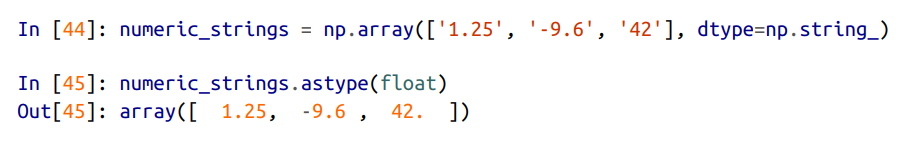 In [44]: numeric_strings = np.array(['1.25', '-9.6', '42'], dtype=np.string_)
In [45]: numeric_strings.astype(float)
Out[45]: array([  1.25,  -9.6 ,  42.  ])